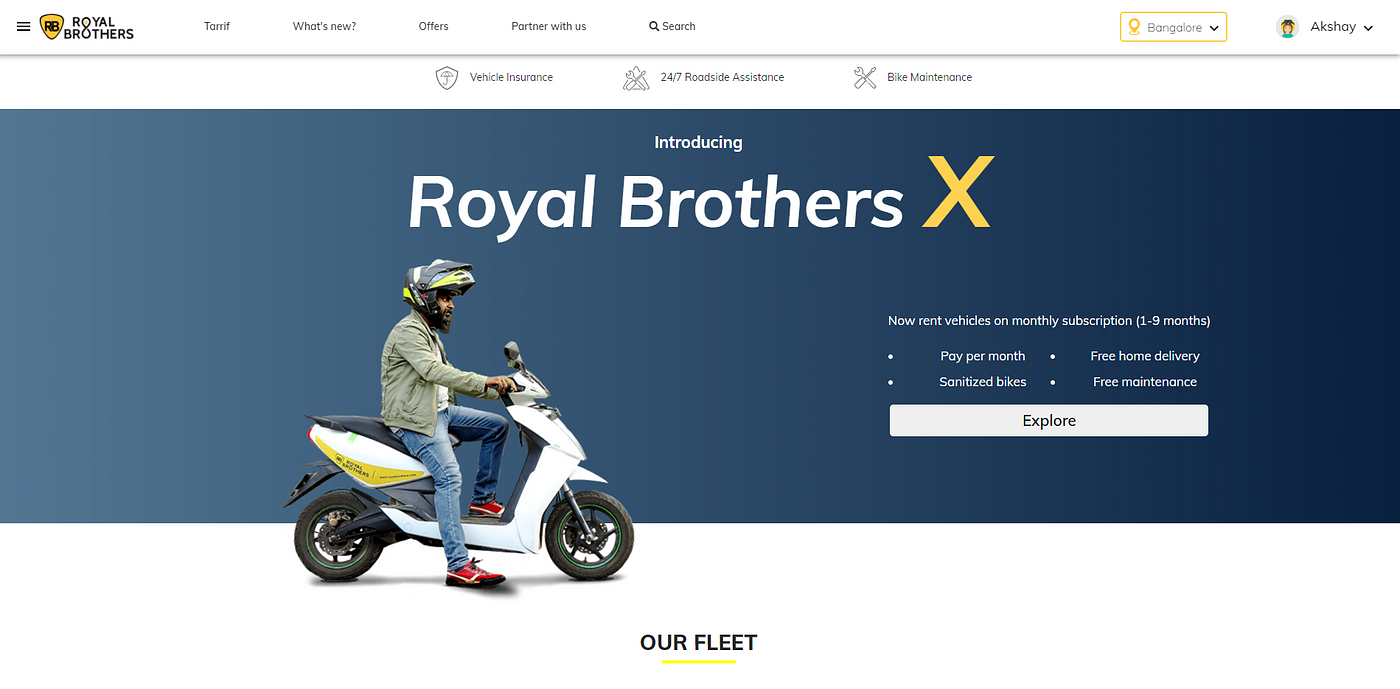 RB ROYAL BROTHERS
Tarrif
What's new?
Offers
Partner with us
Search
Bangalore
Akshay
Vehicle Insurance
24/7 Roadside Assistance
Bike Maintenance
Introducing
Royal Brothers X
Now rent vehicles on monthly subscription (1-9 months)
• Pay per month • Free home delivery
• Sanitized bikes • Free maintenance
Explore
RB ROYAL BROTHERS
OUR FLEET